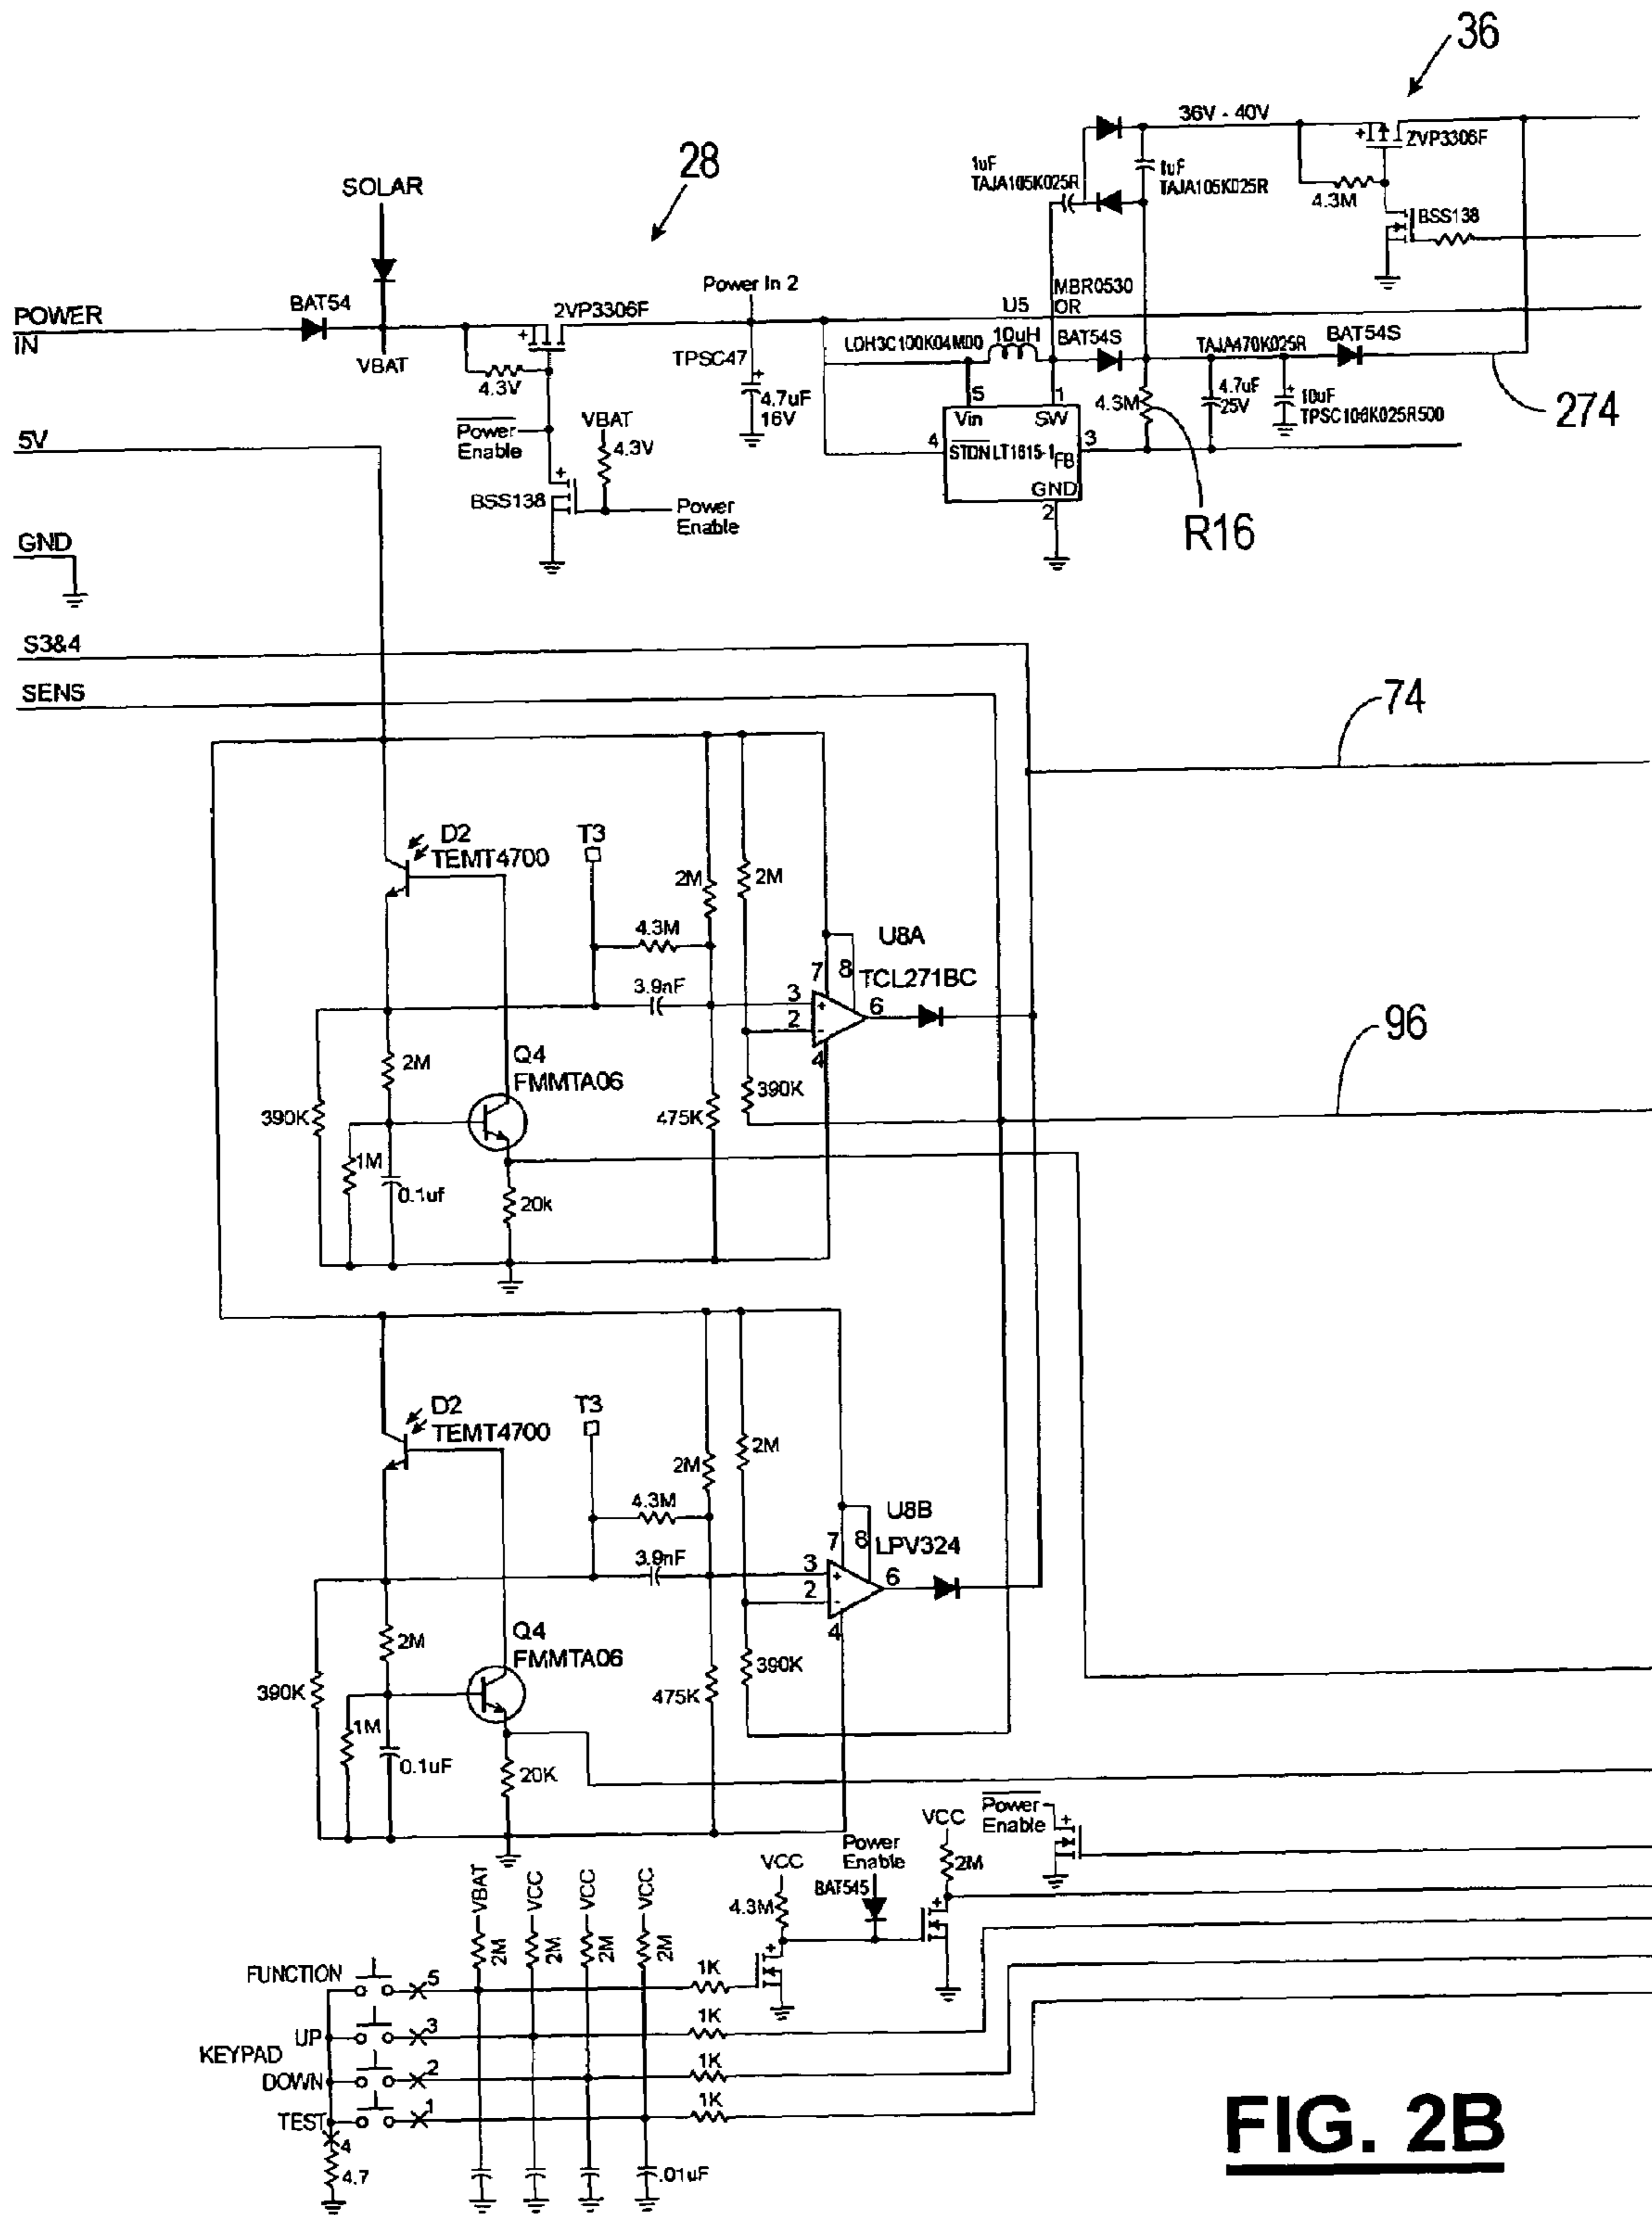 36
28
SOLAR
36V - 40V
ZVP3306F
1uF
TAJA105K025R
1uF
TAJA105K025R
4.3M
BSS138
POWER
IN
BAT54
VBAT
2VP3306F
4.3V
Power In 2
TPSC47
4.7uF
16V
Power
Enable
VBAT
4.3V
BSS138
Power
Enable
MBR0530
OR
U5
LOH3C100K04M00
10uH
BAT54S
TAJA470K025R
BAT54S
5
1
Vin
SW
4
STDN LT1615-1
FB
3
GND
2
4.3M
4.7uF
25V
10uF
TPSC106K025R500
274
R16
5V
GND
S3&4
SENS
74
D2
TEMT4700
T3
2M
2M
4.3M
3.9nF
U8A
TCL271BC
7
8
3
2
6
4
96
2M
Q4
FMMTA06
390K
390K
475K
1M
0.1uf
20k
D2
TEMT4700
T3
2M
2M
4.3M
3.9nF
U8B
LPV324
7
8
3
2
6
4
2M
Q4
FMMTA06
390K
390K
475K
1M
0.1uF
20K
VBAT
VCC
VCC
VCC
2M
2M
2M
2M
VCC
4.3M
Power
Enable
BAT545
VCC
2M
Power
Enable
FUNCTION
5
1K
UP
3
1K
KEYPAD
DOWN
2
1K
TEST
1
1K
4
4.7
.01uF
FIG. 2B